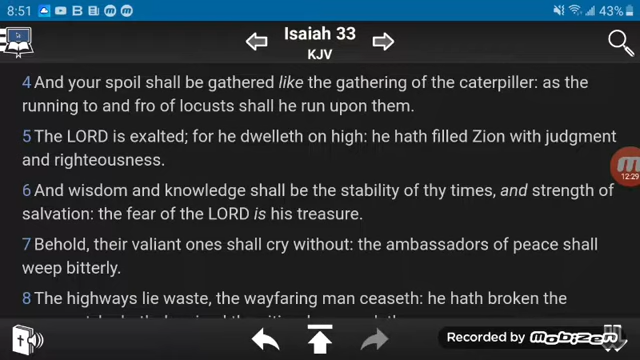 8:51
43%
Isaiah 33
KJV
4 And your spoil shall be gathered like the gathering of the caterpiller: as the
running to and fro of locusts shall he run upon them.
5 The LORD is exalted; for he dwelleth on high: he hath filled Zion with judgment
and righteousness.
12:29
6 And wisdom and knowledge shall be the stability of thy times, and strength of
salvation: the fear of the LORD is his treasure.
7 Behold, their valiant ones shall cry without: the ambassadors of peace shall
weep bitterly.
8 The highways lie waste, the wayfaring man ceaseth: he hath broken the
Recorded by mobizen